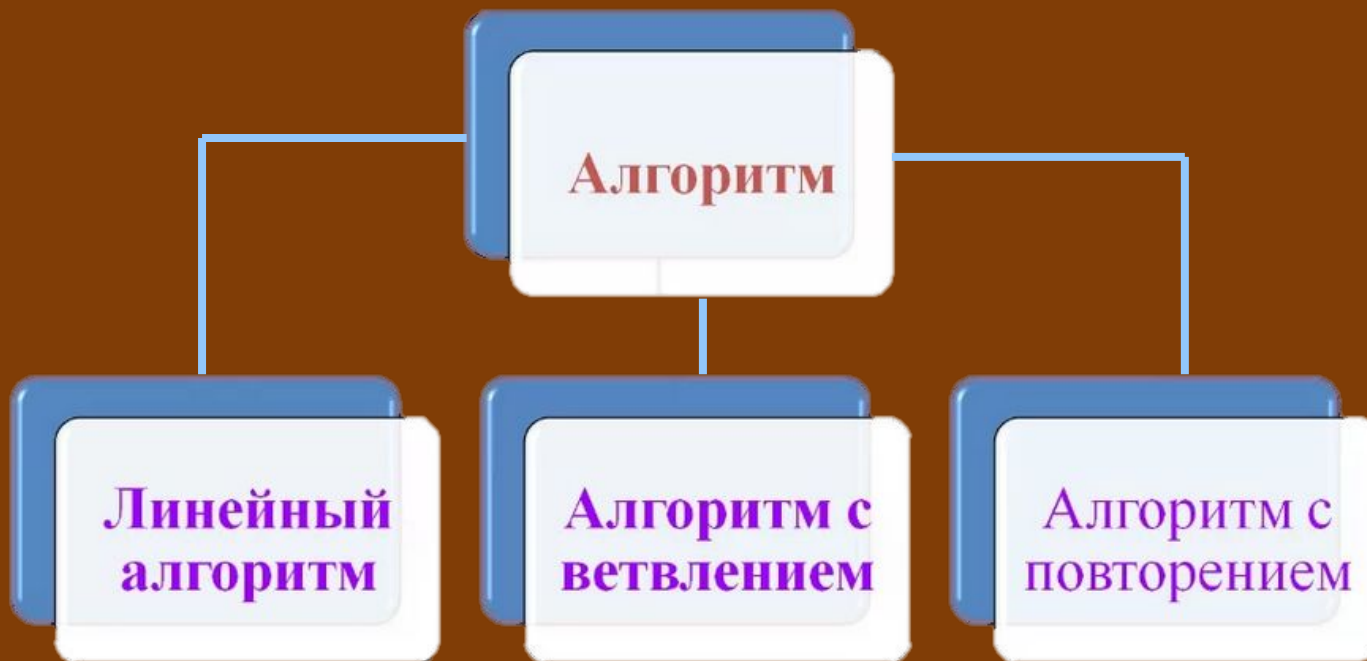 Алгоритм
Линейный
алгоритм
Алгоритм с
ветвлением
Алгоритм с
повторением